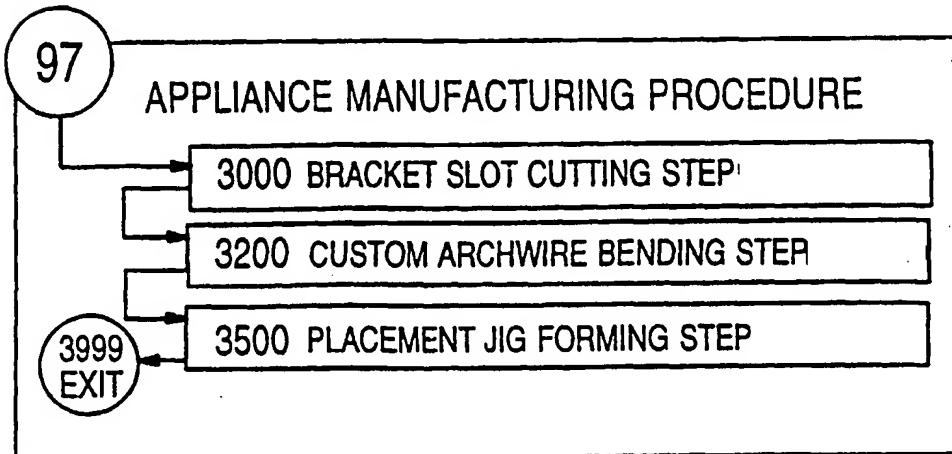 97
APPLIANCE MANUFACTURING PROCEDURE
3000 BRACKET SLOT CUTTING STEP
3200 CUSTOM ARCHWIRE BENDING STEP
3500 PLACEMENT JIG FORMING STEP
3999
EXIT